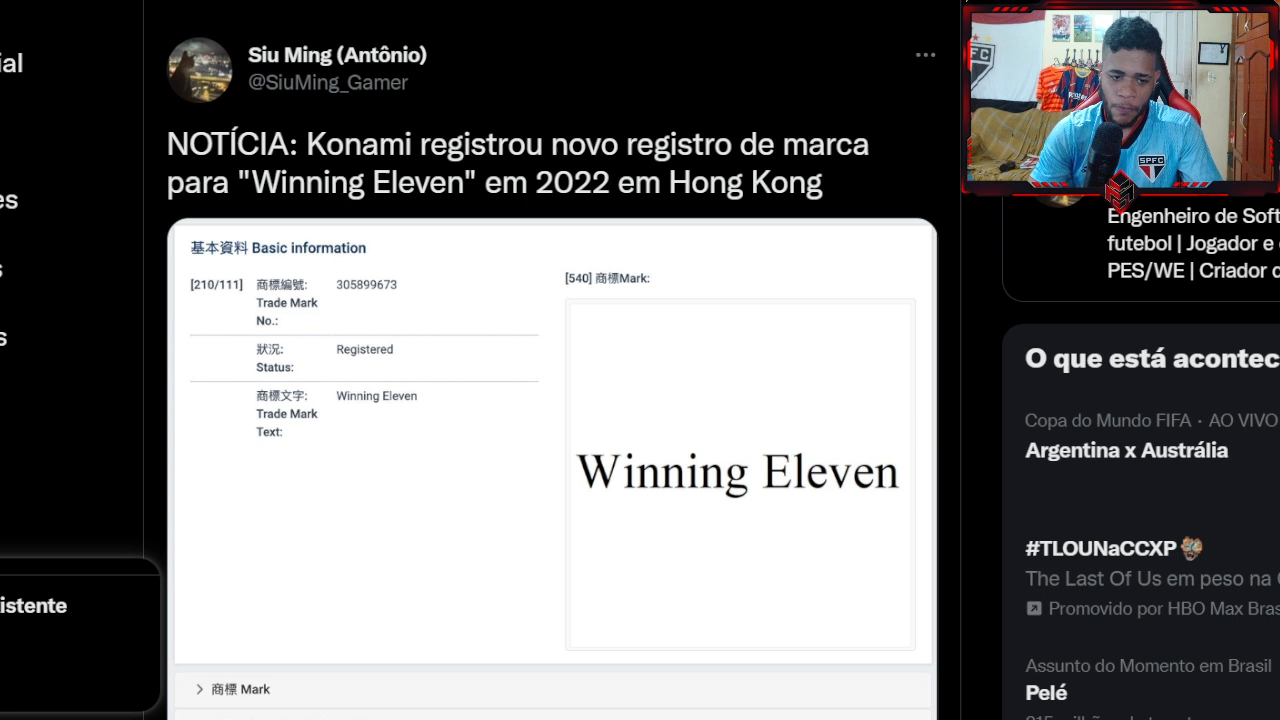 ial
es
s
s
istente
Siu Ming (Antônio)
@SiuMing_Gamer
NOTÍCIA: Konami registrou novo registro de marca
para "Winning Eleven" em 2022 em Hong Kong
基本資料 Basic information
[210/111] 商標編號: 305899673
Trade Mark
No.:
狀況: Registered
Status:
商標文字: Winning Eleven
Trade Mark
Text:
[540] 商標Mark:
Winning Eleven
商標 Mark
FC
SPFC
Engenheiro de Soft
futebol | Jogador e
PES/WE | Criador
O que está acontec
Copa do Mundo FIFA · AO VIVO
Argentina x Austrália
#TLOUNaCCXP
The Last Of Us em peso na
Promovido por HBO Max Bras
Assunto do Momento em Brasil
Pelé